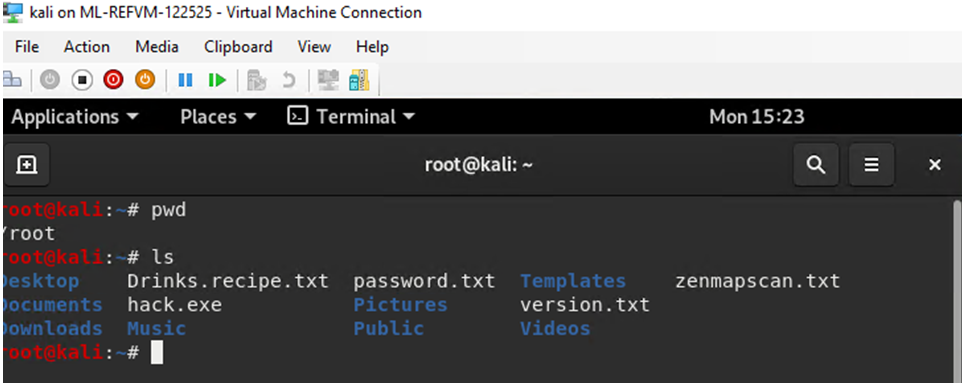 kali on ML-REFVM-122525 - Virtual Machine Connection
File Action Media Clipboard View Help
Applications Places Terminal Mon 15:23
root@kali: ~
root@kali:~# pwd
/root
root@kali:~# ls
Desktop Drinks.recipe.txt password.txt Templates zenmapscan.txt
Documents hack.exe Pictures version.txt
Downloads Music Public Videos
root@kali:~#